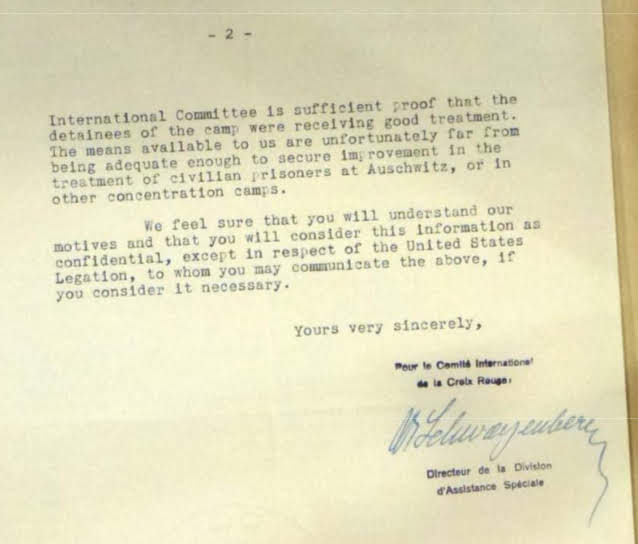 - 2 -
International Committee is sufficient proof that the
detainees of the camp were receiving good treatment.
The means available to us are unfortunately far from
being adequate enough to secure improvement in the
treatment of civilian prisoners at Auschwitz, or in
other concentration camps.
We feel sure that you will understand our
motives and that you will consider this information as
confidential, except in respect of the United States
Legation, to whom you may communicate the above, if
you consider it necessary.
Yours very sincerely,
Pour le Comité International
de la Croix Rouge:
Schwarzenberg
Directeur de la Division
d'Assistance Spéciale